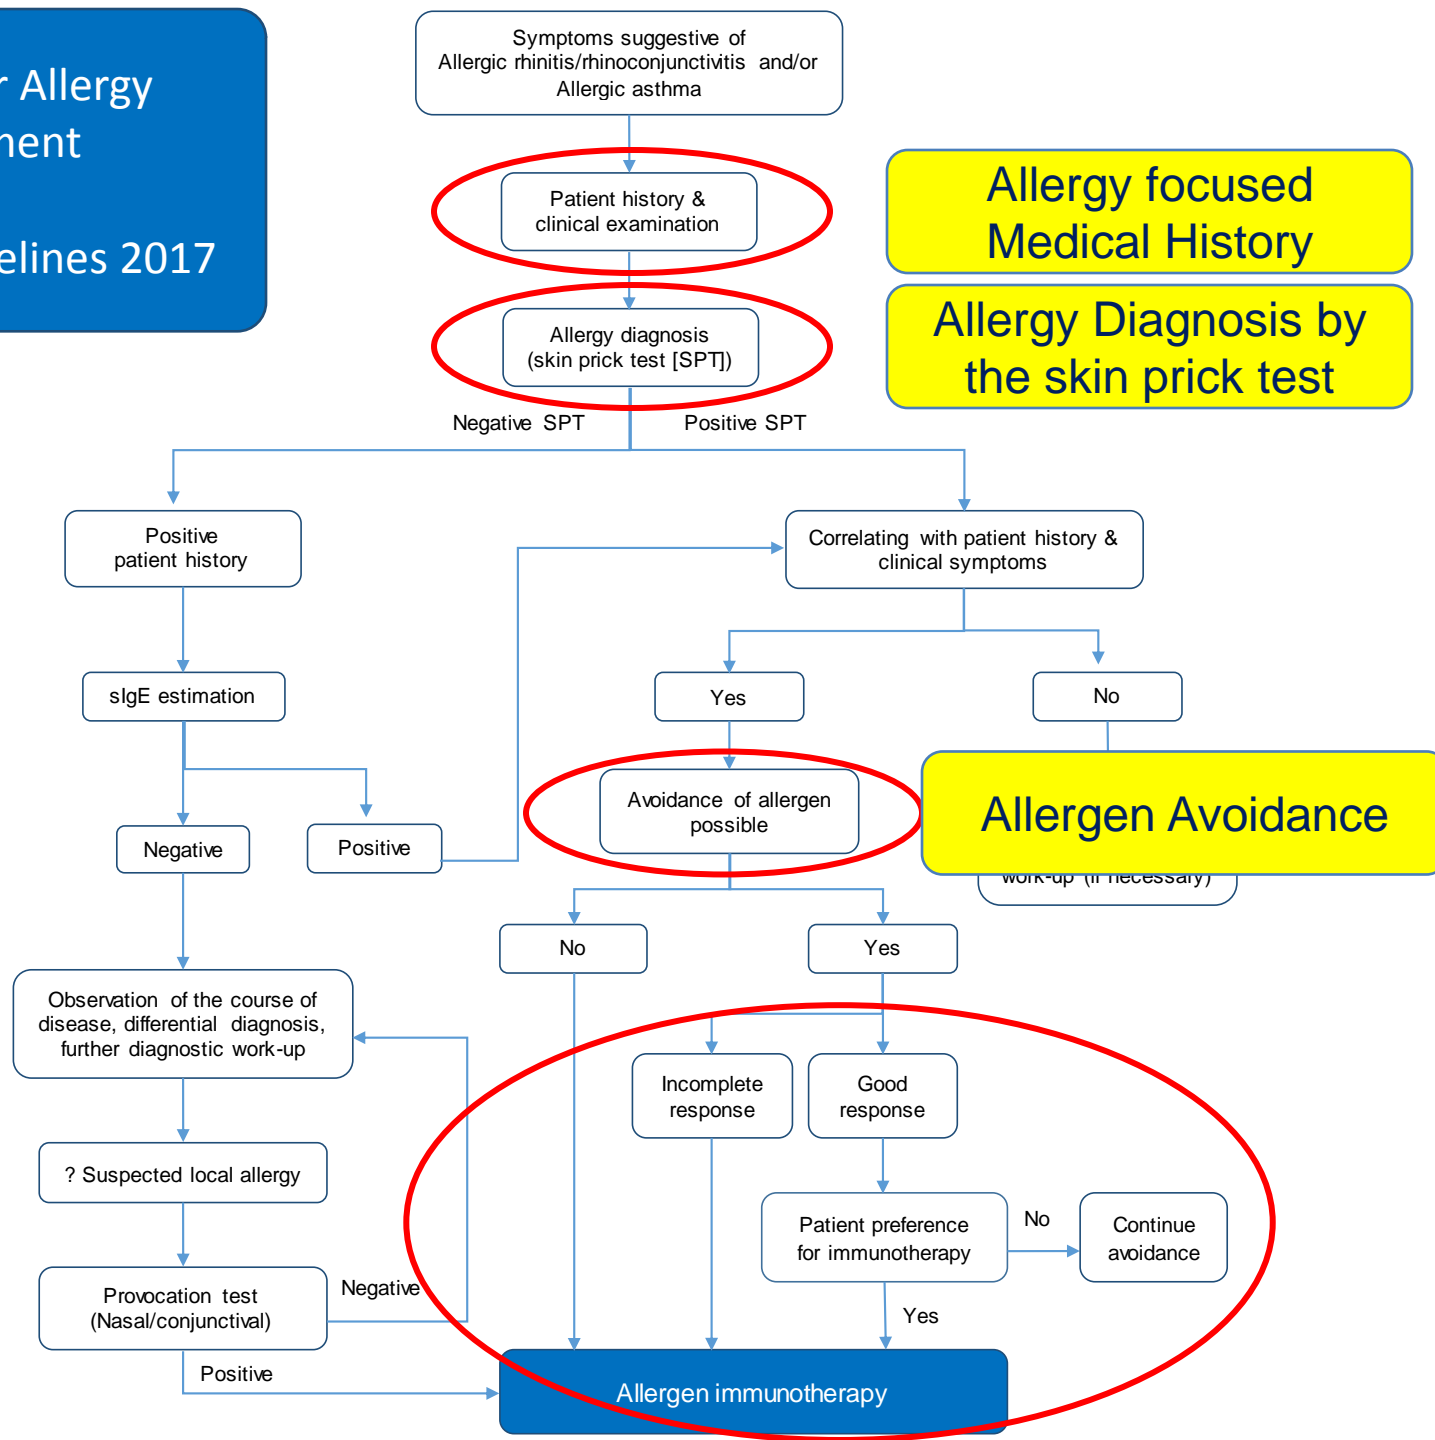 r Allergy
ment
elines 2017
Symptoms suggestive of
Allergic rhinitis/rhinoconjunctivitis and/or
Allergic asthma
Patient history &
clinical examination
Allergy focused
Medical History
Allergy diagnosis
(skin prick test [SPT])
Allergy Diagnosis by
the skin prick test
Negative SPT
Positive SPT
Positive
patient history
Correlating with patient history &
clinical symptoms
sIgE estimation
Yes
No
Avoidance of allergen
possible
Allergen Avoidance
work-up (if necessary)
Negative
Positive
No
Yes
Observation of the course of
disease, differential diagnosis,
further diagnostic work-up
Incomplete
response
Good
response
? Suspected local allergy
Patient preference
for immunotherapy
No
Continue
avoidance
Provocation test
(Nasal/conjunctival)
Negative
Yes
Positive
Allergen immunotherapy